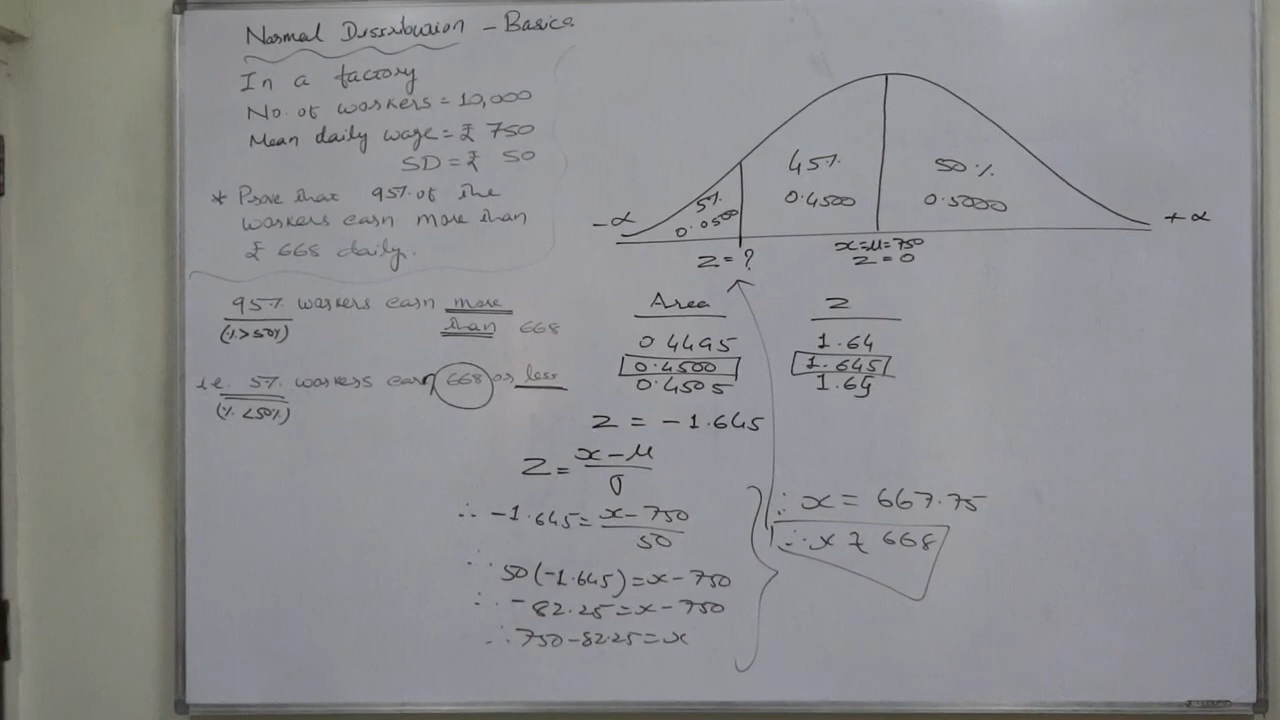 Normal Distribution - Basics
In a factory
No. of workers = 10,000
Mean daily wage = ₹ 750
SD = ₹ 50
* Prove that 95% of the
workers earn more than
₹ 668 daily.
95% workers earn more
(% > 50%) than 668
i.e. 5% workers earn 668 or less
(% < 50%)
45% 50%
5%
0.0500 0.4500 0.5000
-∝ +∝
x=μ=750
Z = ? Z = 0
Area Z
0.4495 1.64
0.4500 1.645
0.4505 1.65
Z = -1.645
Z = x-μ / σ
∴ -1.645 = x-750 / 50
∴ 50(-1.645) = x-750
∴ -82.25 = x-750
∴ 750-82.25 = x
∴ x = 667.75
∴ x ₹ 668